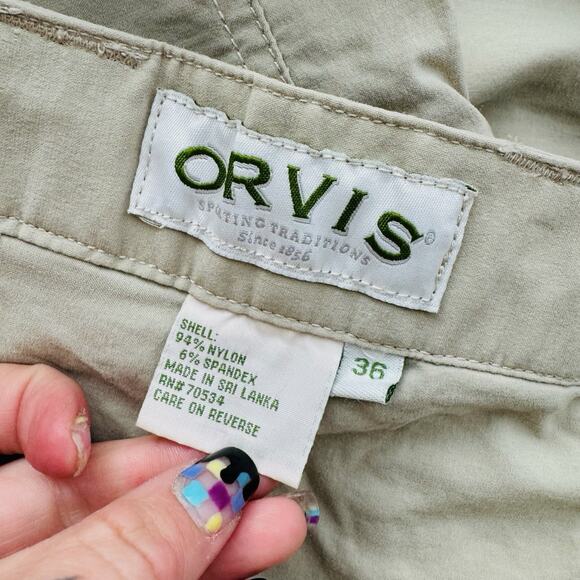 ORVIS®
SPORTING TRADITIONS
Since 1856
SHELL:
94% NYLON
6% SPANDEX
MADE IN SRI LANKA
RN# 70534
CARE ON REVERSE
36